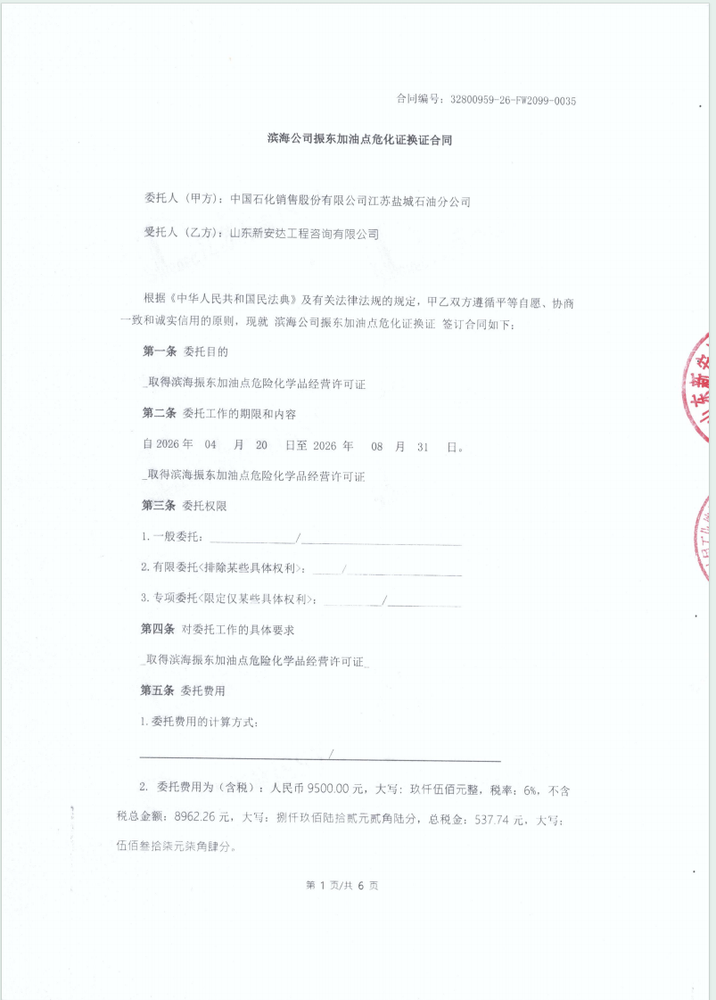 合同编号：32800959-26-FW2099-0035
滨海公司振东加油点危化证换证合同
委托人（甲方）：中国石化销售股份有限公司江苏盐城石油分公司
受托人（乙方）：山东新安达工程咨询有限公司
根据《中华人民共和国民法典》及有关法律法规的规定，甲乙双方遵循平等自愿、协商
一致和诚实信用的原则，现就 滨海公司振东加油点危化证换证 签订合同如下：
第一条 委托目的
_取得滨海振东加油点危险化学品经营许可证
第二条 委托工作的期限和内容
自 2026 年 04 月 20 日至 2026 年 08 月 31 日。
_取得滨海振东加油点危险化学品经营许可证
第三条 委托权限
1.一般委托：__________/__________________
2.有限委托<排除某些具体权利>：____/_____________
3.专项委托<限定仅某些具体权利>：_______/________
第四条 对委托工作的具体要求
_取得滨海振东加油点危险化学品经营许可证_
第五条 委托费用
1.委托费用的计算方式：
______________________/___________________
2. 委托费用为（含税）：人民币 9500.00 元，大写：玖仟伍佰元整，税率：6%，不含
税总金额：8962.26 元，大写：捌仟玖佰陆拾贰元贰角陆分，总税金：537.74 元，大写：
伍佰叁拾柒元柒角肆分。
第 1 页/共 6 页
东新安